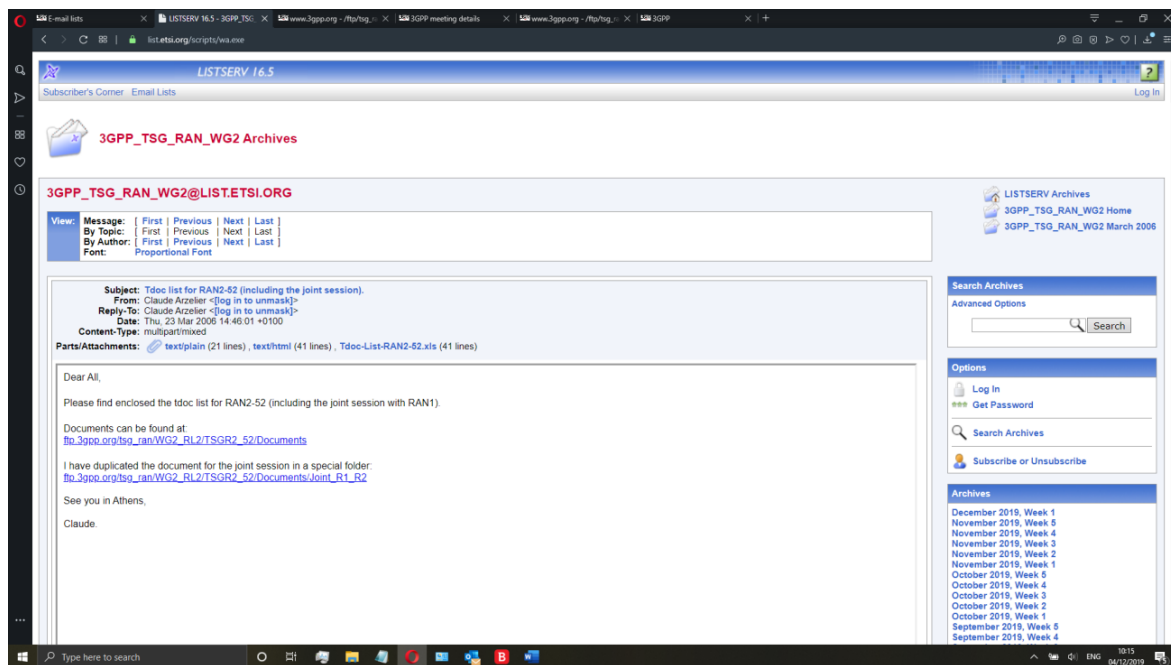 E-mail lists
LISTSERV 16.5 - 3GPP_TSG_
www.3gpp.org - /ftp/tsg_r
3GPP meeting details
www.3gpp.org - /ftp/tsg_r
3GPP
list.etsi.org/scripts/wa.exe
LISTSERV 16.5
Subscriber's Corner Email Lists
Log In
3GPP_TSG_RAN_WG2 Archives
3GPP_TSG_RAN_WG2@LIST.ETSI.ORG
LISTSERV Archives
3GPP_TSG_RAN_WG2 Home
3GPP_TSG_RAN_WG2 March 2006
View: Message: [ First | Previous | Next | Last ]
By Topic: [ First | Previous | Next | Last ]
By Author: [ First | Previous | Next | Last ]
Font: Proportional Font
Subject: Tdoc list for RAN2-52 (including the joint session).
From: Claude Arzelier <[log in to unmask]>
Reply-To: Claude Arzelier <[log in to unmask]>
Date: Thu, 23 Mar 2006 14:46:01 +0100
Content-Type: multipart/mixed
Parts/Attachments: text/plain (21 lines) , text/html (41 lines) , Tdoc-List-RAN2-52.xls (41 lines)
Dear All,
Please find enclosed the tdoc list for RAN2-52 (including the joint session with RAN1).
Documents can be found at:
ftp.3gpp.org/tsg_ran/WG2_RL2/TSGR2_52/Documents
I have duplicated the document for the joint session in a special folder:
ftp.3gpp.org/tsg_ran/WG2_RL2/TSGR2_52/Documents/Joint_R1_R2
See you in Athens,
Claude.
Search Archives
Advanced Options
Search
Options
Log In
Get Password
Search Archives
Subscribe or Unsubscribe
Archives
December 2019, Week 1
November 2019, Week 5
November 2019, Week 4
November 2019, Week 3
November 2019, Week 2
November 2019, Week 1
October 2019, Week 5
October 2019, Week 4
October 2019, Week 3
October 2019, Week 2
October 2019, Week 1
September 2019, Week 5
September 2019, Week 4
Type here to search
ENG
10:15
04/12/2019